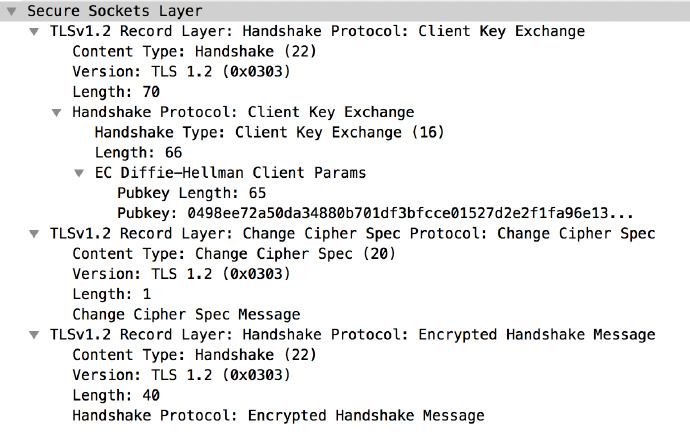 Secure Sockets Layer
TLSv1.2 Record Layer: Handshake Protocol: Client Key Exchange
Content Type: Handshake (22)
Version: TLS 1.2 (0x0303)
Length: 70
Handshake Protocol: Client Key Exchange
Handshake Type: Client Key Exchange (16)
Length: 66
EC Diffie-Hellman Client Params
Pubkey Length: 65
Pubkey: 0498ee72a50da34880b701df3bfcce01527d2e2f1fa96e13...
TLSv1.2 Record Layer: Change Cipher Spec Protocol: Change Cipher Spec
Content Type: Change Cipher Spec (20)
Version: TLS 1.2 (0x0303)
Length: 1
Change Cipher Spec Message
TLSv1.2 Record Layer: Handshake Protocol: Encrypted Handshake Message
Content Type: Handshake (22)
Version: TLS 1.2 (0x0303)
Length: 40
Handshake Protocol: Encrypted Handshake Message